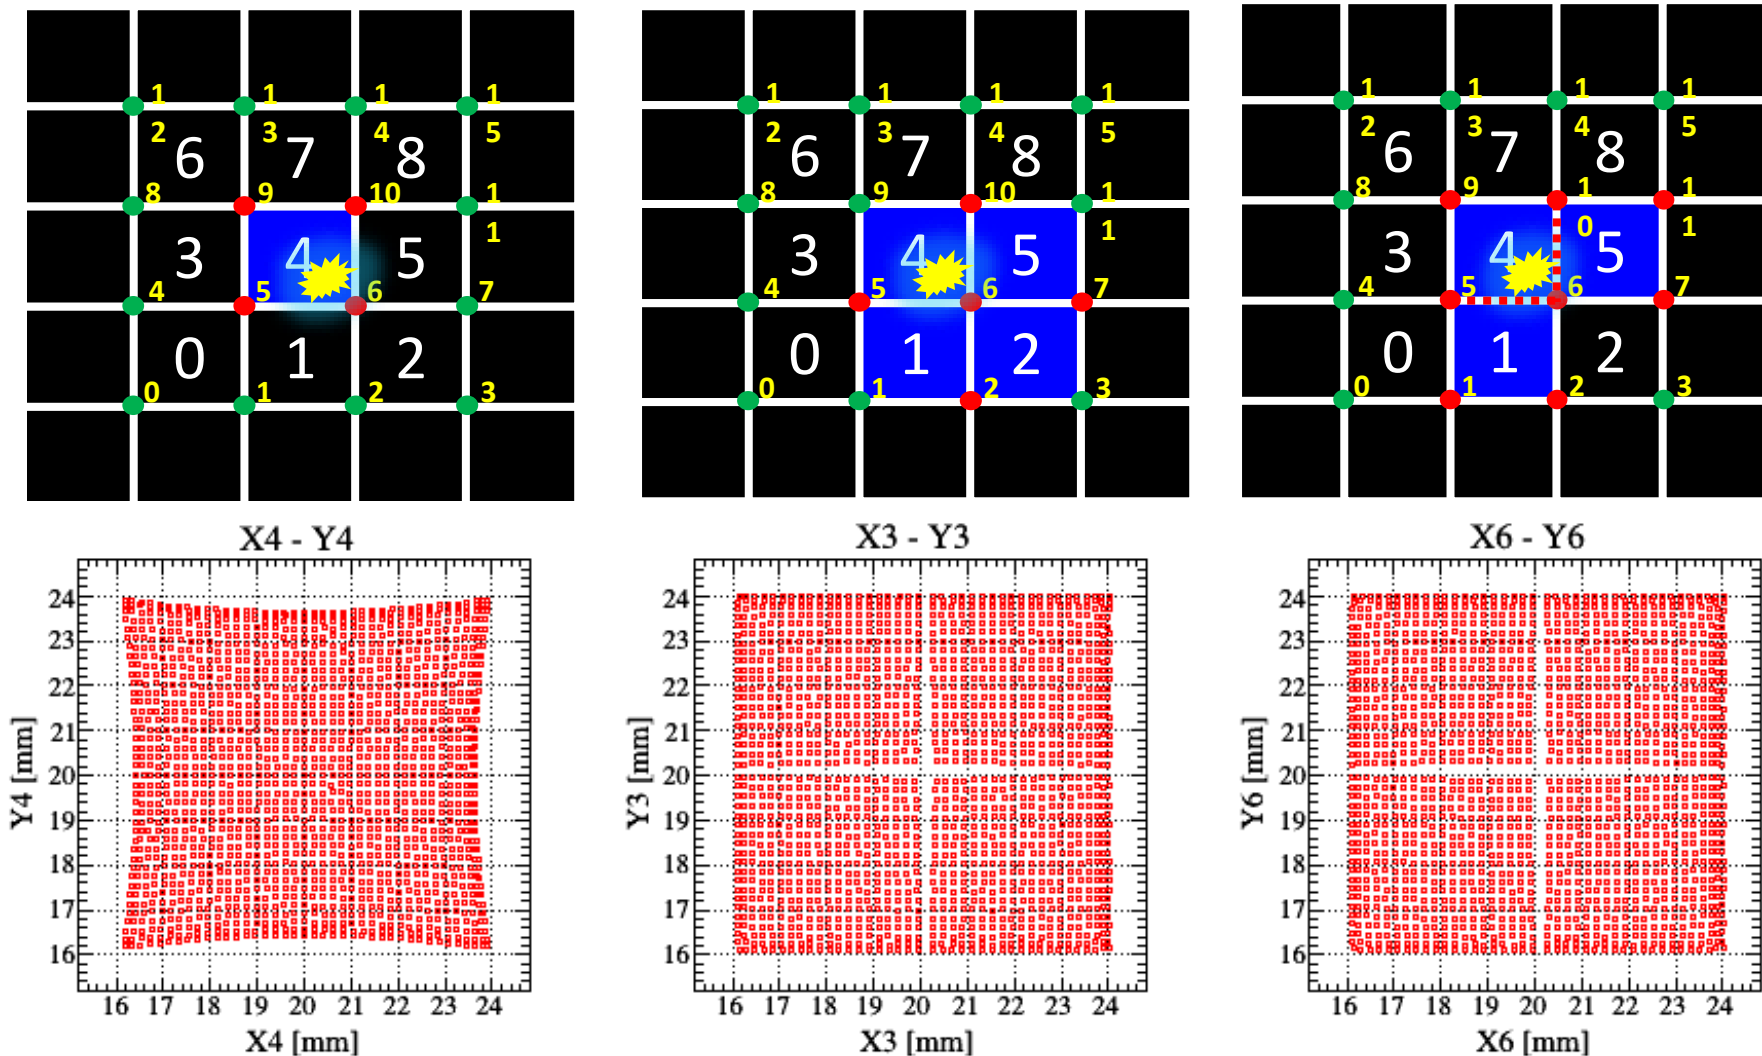 1 1 1 1
2 3 4 5
6 7 8
8 9 10 1
1
3 4 5
4 5 6 7
0 1 2
0 1 2 3
1 1 1 1
2 3 4 5
6 7 8
8 9 10 1
1
3 4 5
4 5 6 7
0 1 2
0 1 2 3
1 1 1 1
2 3 4 5
6 7 8
8 9 1 1
0 1
3 4 5
4 5 6 7
0 1 2
0 1 2 3
X4 - Y4
24
23
22
21
20
19
18
17
16
Y4 [mm]
16 17 18 19 20 21 22 23 24
X4 [mm]
X3 - Y3
24
23
22
21
20
19
18
17
16
Y3 [mm]
16 17 18 19 20 21 22 23 24
X3 [mm]
X6 - Y6
24
23
22
21
20
19
18
17
16
Y6 [mm]
16 17 18 19 20 21 22 23 24
X6 [mm]